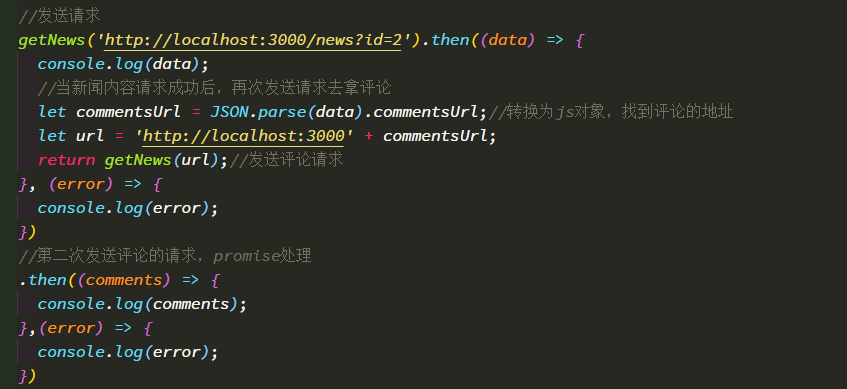 //发送请求
getNews('http://localhost:3000/news?id=2').then((data) => {
  console.log(data);
  //当新闻内容请求成功后，再次发送请求去拿评论
  let commentsUrl = JSON.parse(data).commentsUrl;//转换为js对象，找到评论的地址
  let url = 'http://localhost:3000' + commentsUrl;
  return getNews(url);//发送评论请求
}, (error) => {
  console.log(error);
})
//第二次发送评论的请求，promise处理
.then((comments) => {
  console.log(comments);
},(error) => {
  console.log(error);
})